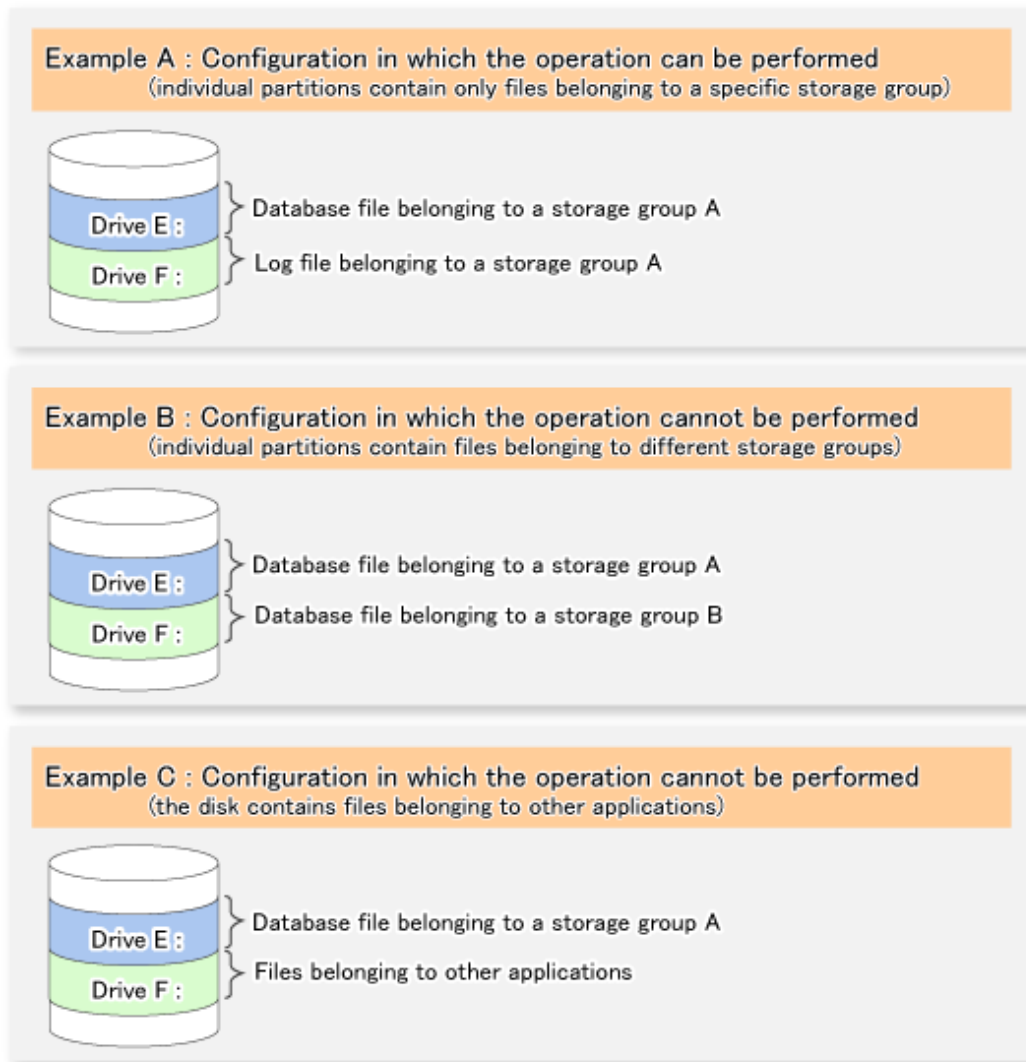 Example A : Configuration in which the operation can be performed
(individual partitions contain only files belonging to a specific storage group)
Drive E :
Database file belonging to a storage group A
Drive F :
Log file belonging to a storage group A
Example B : Configuration in which the operation cannot be performed
(individual partitions contain files belonging to different storage groups)
Drive E :
Database file belonging to a storage group A
Drive F :
Database file belonging to a storage group B
Example C : Configuration in which the operation cannot be performed
(the disk contains files belonging to other applications)
Drive E :
Database file belonging to a storage group A
Drive F :
Files belonging to other applications